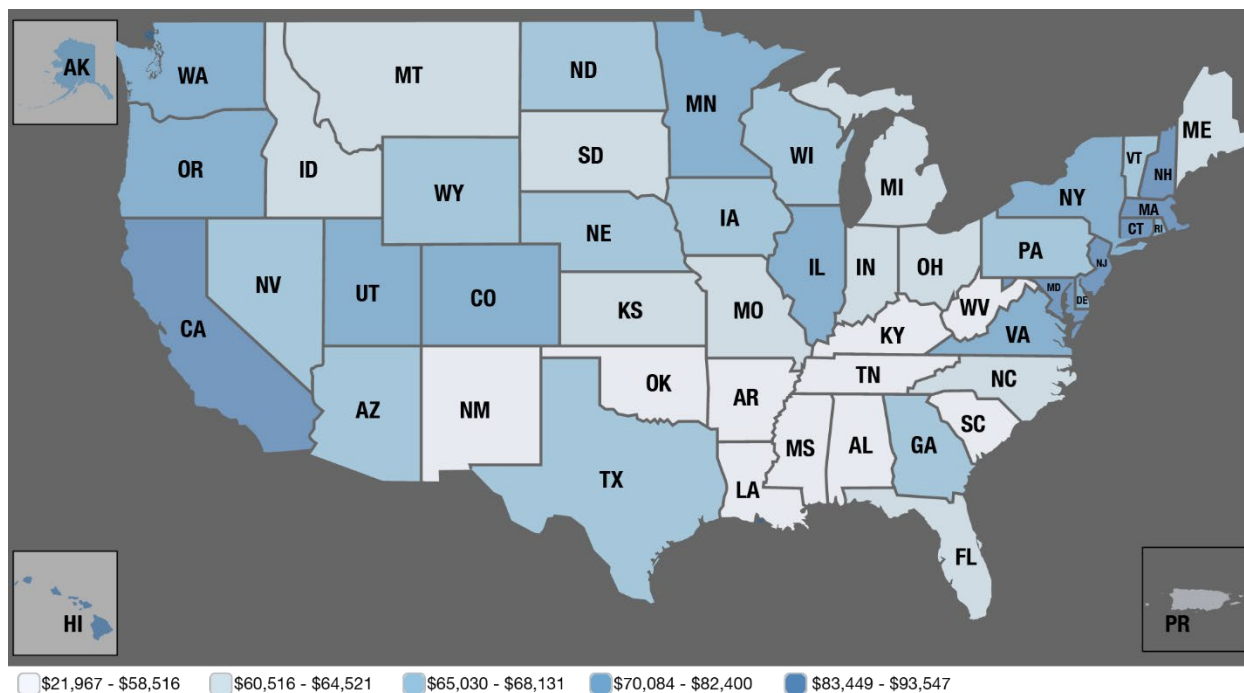 AK
WA
MT
ND
MN
ME
VT
NH
OR
ID
SD
WI
MI
NY
MA
CT
RI
WY
IA
PA
NJ
NE
NV
UT
CO
IL
IN
OH
MD
DE
CA
KS
MO
WV
KY
VA
TN
NC
OK
AR
SC
AZ
NM
MS
AL
GA
TX
LA
FL
HI
PR
$21,967 - $58,516 $60,516 - $64,521 $65,030 - $68,131 $70,084 - $82,400 $83,449 - $93,547